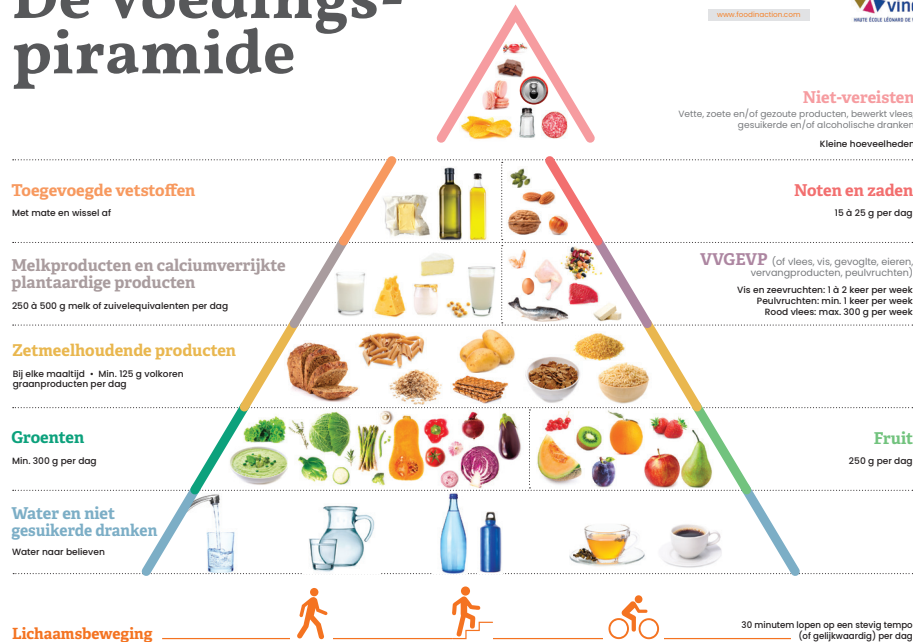 De voedings-
piramide
www.foodinaction.com
HAUTE ÉCOLE LÉONARD DE
Niet-vereisten
Vette, zoete en/of gezoute producten, bewerkt vlees,
gesuikerde en/of alcoholische dranken
Kleine hoeveelheden
Toegevoegde vetstoffen
Met mate en wissel af
Noten en zaden
15 à 25 g per dag
Melkproducten en calciumverrijkte
plantaardige producten
250 à 500 g melk of zuivelequivalenten per dag
VVGEVP (of vlees, vis, gevoglte, eieren,
vervangproducten, peulvruchten)
Vis en zeevruchten: 1 à 2 keer per week
Peulvruchten: min. 1 keer per week
Rood vlees: max. 300 g per week
Zetmeelhoudende producten
Bij elke maaltijd • Min. 125 g volkoren
graanproducten per dag
Groenten
Min. 300 g per dag
Fruit
250 g per dag
Water en niet
gesuikerde dranken
Water naar believen
Lichaamsbeweging
30 minutem lopen op een stevig tempo
(of gelijkwaardig) per dag